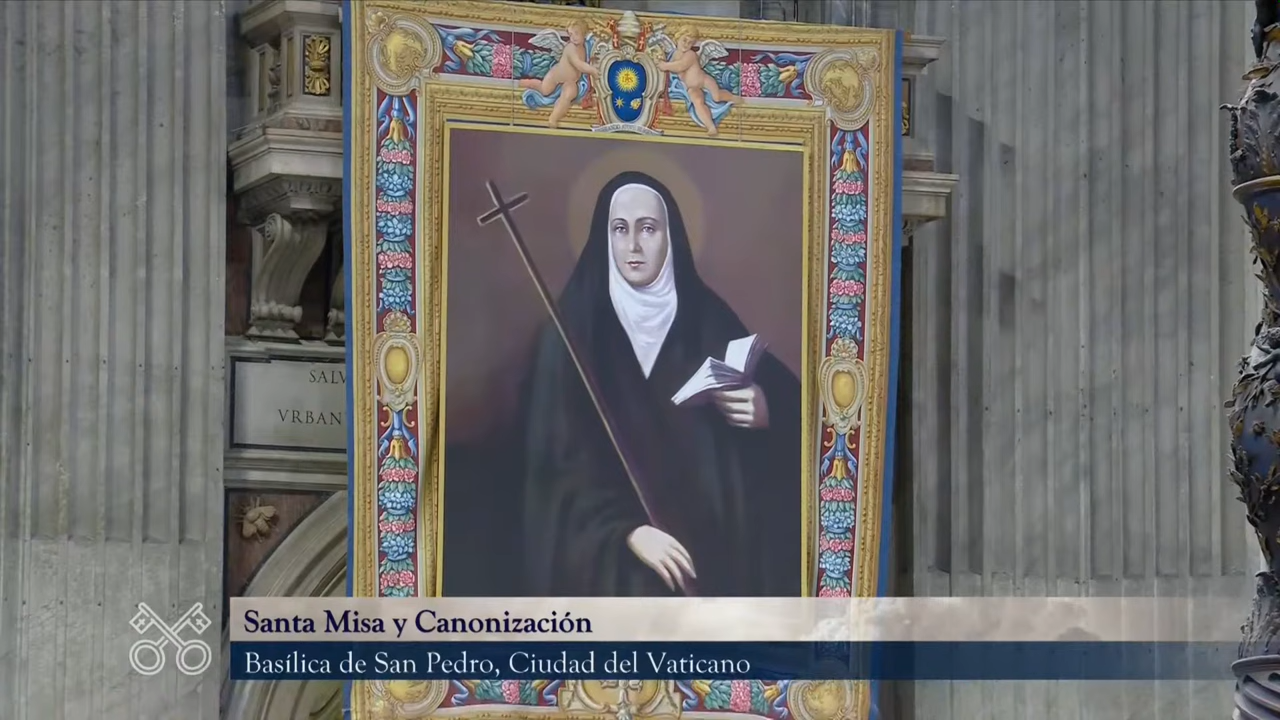 SALV
VRBAN
Santa Misa y Canonización
Basílica de San Pedro, Ciudad del Vaticano